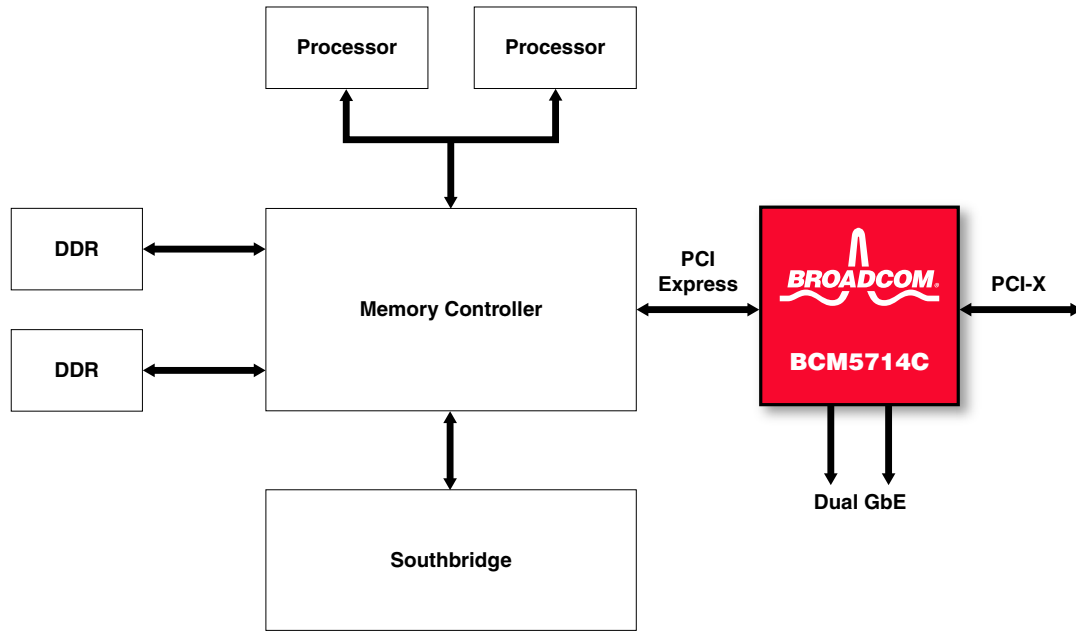 Processor
Processor
DDR
DDR
Memory Controller
PCI
Express
BROADCOM®
BCM5714C
PCI-X
Dual GbE
Southbridge